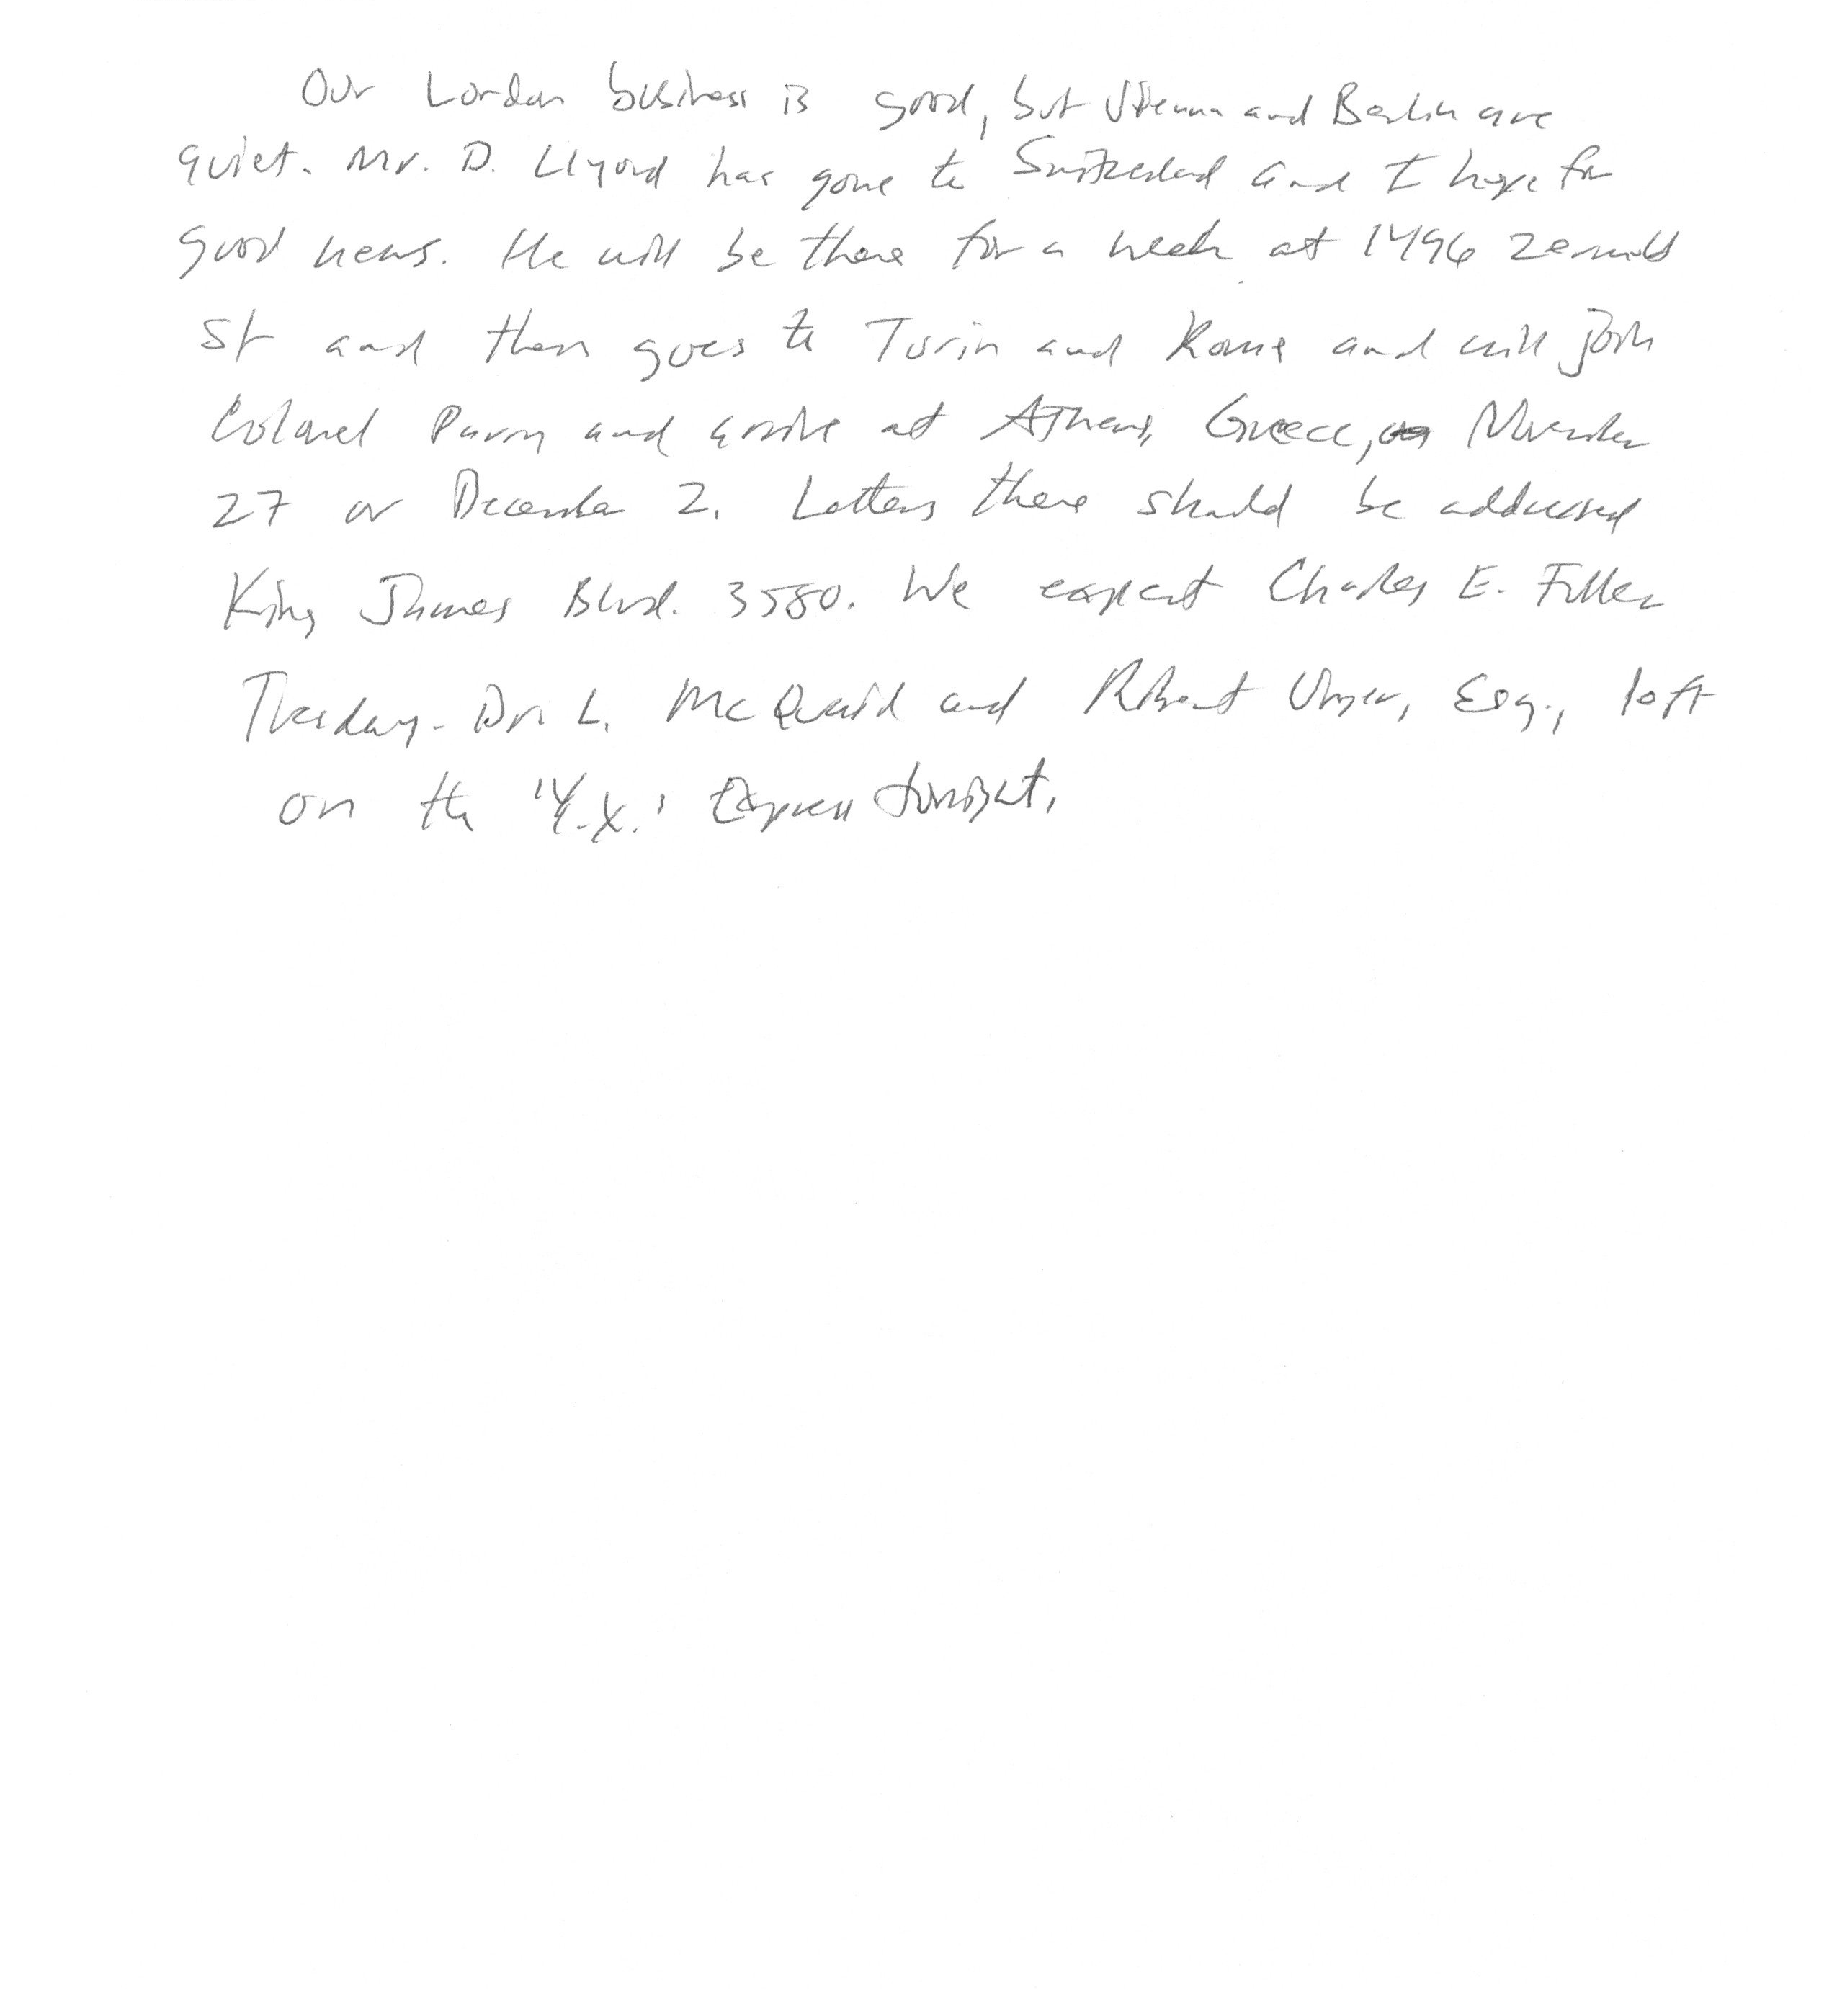 Our London business is good, but Vienna and Berlin are
quiet. Mr. D. Llyord has gone to Switzerland and I hope for
good news. He will be there for a week at 1496 Zermatt
St and then goes to Turin and Rome and will join
Colonel Parry and arrive at Athens, Greece, November
27 or December 2. Letters there should be addressed
King James Blvd. 3580. We expect Charles E. Fuller
Tuesday. Dr. L. McQuaid and Robert Unger, Esq., left
on the 'Y.X.' Express tonight.